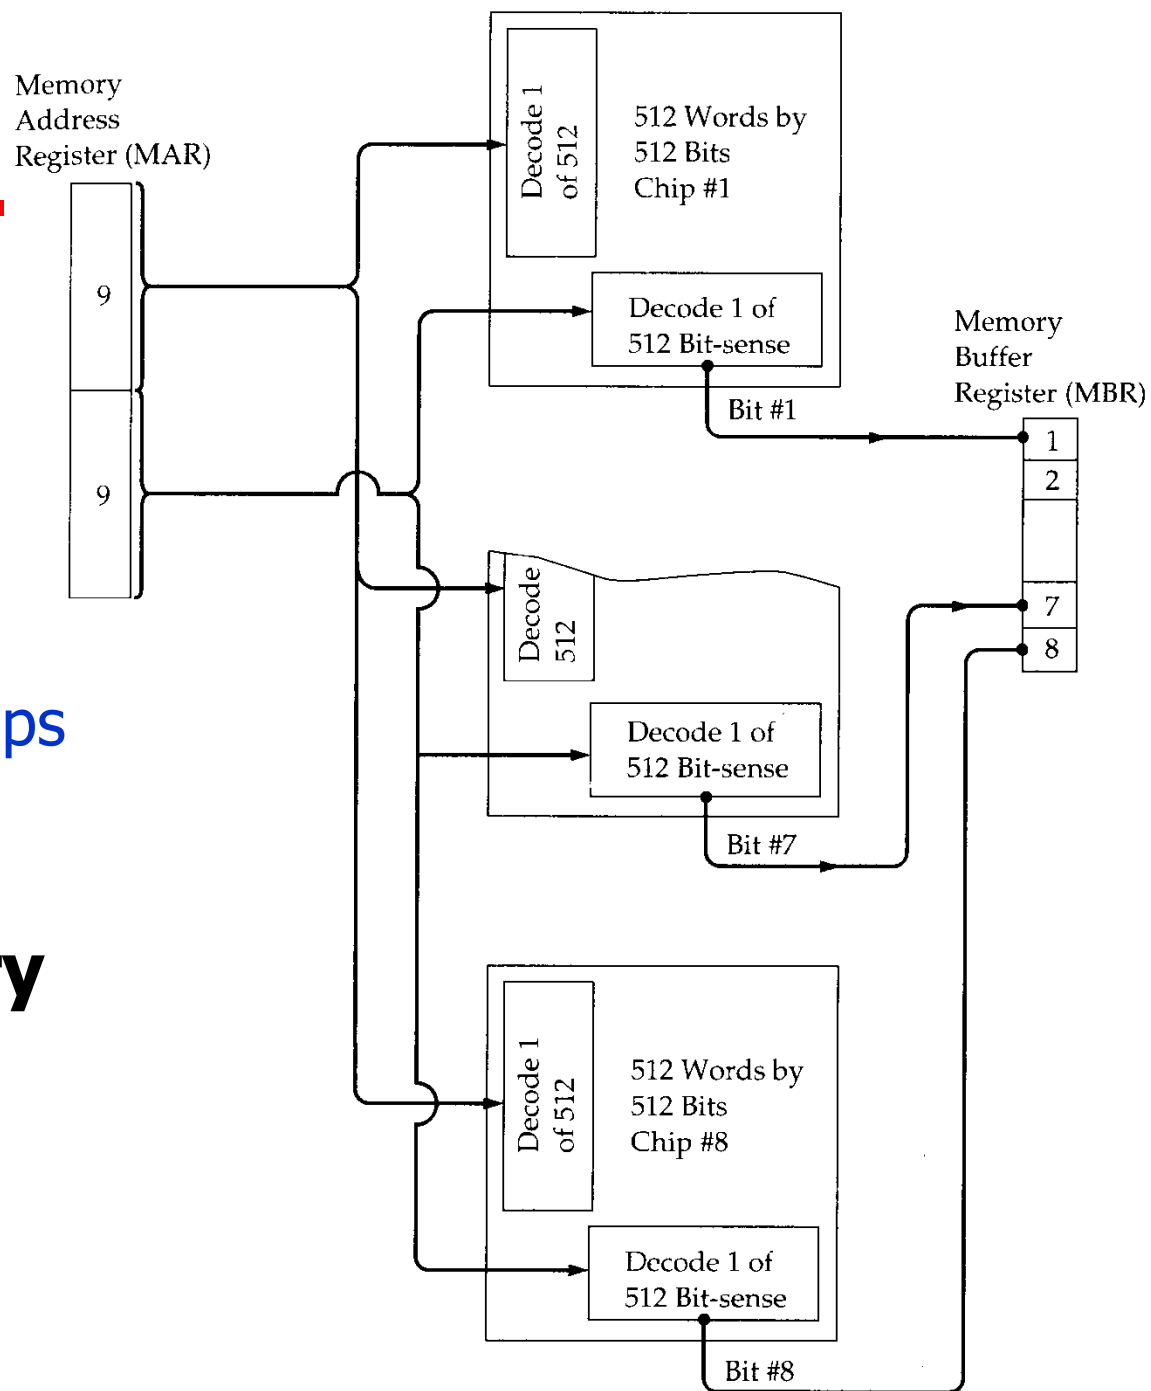 Memory
Address
Register (MAR)
9
9
Decode 1
of 512
512 Words by
512 Bits
Chip #1
Decode 1 of
512 Bit-sense
Bit #1
Memory
Buffer
Register (MBR)
1
2
7
8
Decode
512
Decode 1 of
512 Bit-sense
Bit #7
ps
ry
Decode 1
of 512
512 Words by
512 Bits
Chip #8
Decode 1 of
512 Bit-sense
Bit #8